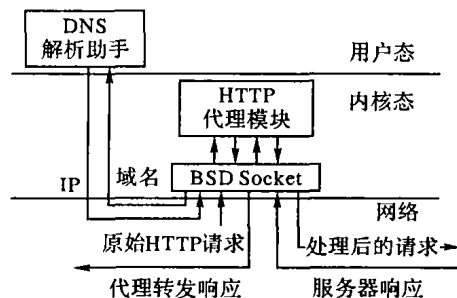 DNS
解析助手
用户态
HTTP
代理模块
内核态
IP
域名
BSD Socket
网络
原始HTTP请求
处理后的请求
代理转发响应
服务器响应